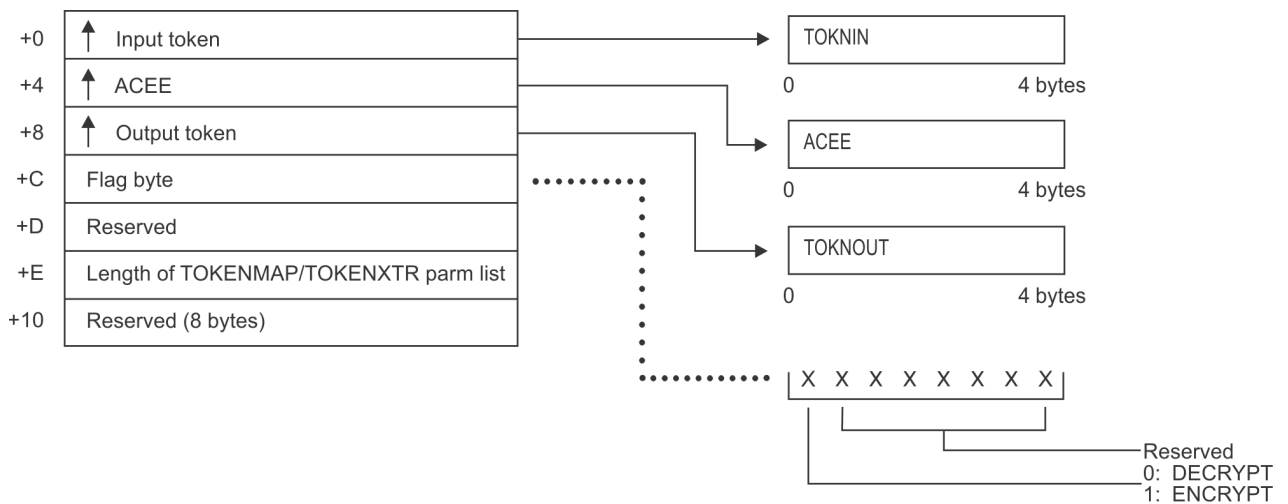 +0 ↑ Input token
+4 ↑ ACEE
+8 ↑ Output token
+C Flag byte
+D Reserved
+E Length of TOKENMAP/TOKENXTR parm list
+10 Reserved (8 bytes)
TOKNIN
0 4 bytes
ACEE
0 4 bytes
TOKNOUT
0 4 bytes
X X X X X X X X
Reserved
0: DECRYPT
1: ENCRYPT